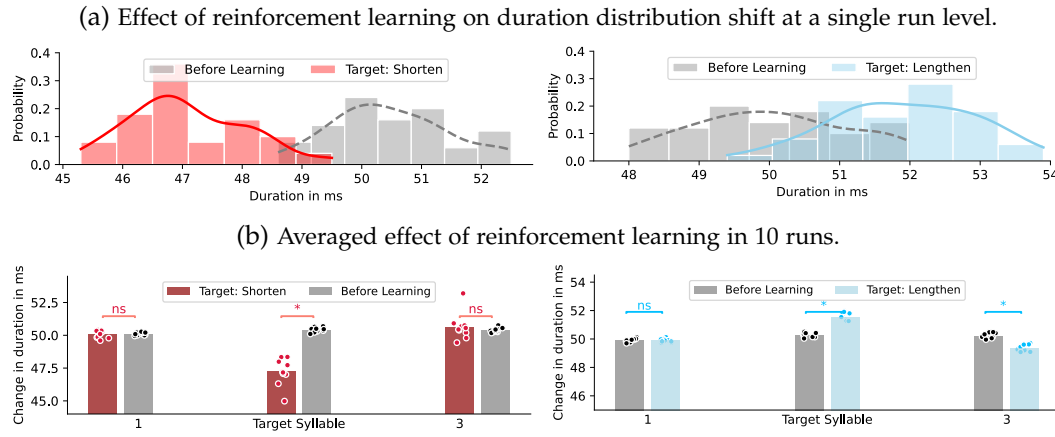 (a) Effect of reinforcement learning on duration distribution shift at a single run level.
Probability
0.4
0.3
0.2
0.1
0.0
Before Learning
Target: Shorten
45 46 47 48 49 50 51 52
Duration in ms
Probability
0.4
0.3
0.2
0.1
0.0
Before Learning
Target: Lengthen
48 49 50 51 52 53 54
Duration in ms
(b) Averaged effect of reinforcement learning in 10 runs.
Change in duration in ms
52.5
50.0
47.5
45.0
Target: Shorten
Before Learning
ns
*
ns
1 Target Syllable 3
Change in duration in ms
54
52
50
48
46
Before Learning
Target: Lengthen
ns
*
*
1 Target Syllable 3